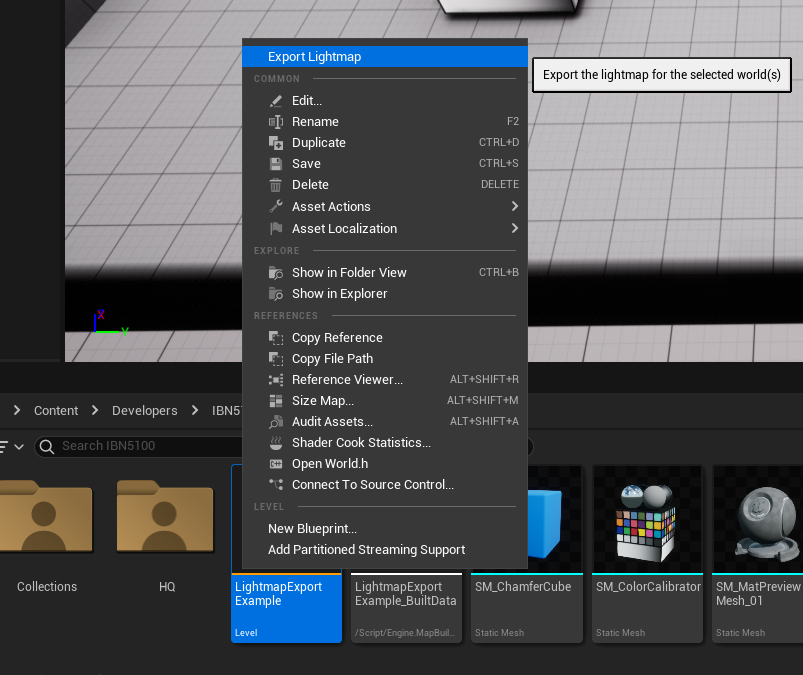 Export Lightmap
Export the lightmap for the selected world(s)
COMMON
Edit...
Rename F2
Duplicate CTRL+D
Save CTRL+S
Delete DELETE
Asset Actions
Asset Localization
EXPLORE
Show in Folder View CTRL+B
Show in Explorer
REFERENCES
X
Y
Copy Reference
Copy File Path
Reference Viewer... ALT+SHIFT+R
Size Map... ALT+SHIFT+M
Audit Assets... ALT+SHIFT+A
Shader Cook Statistics...
Open World.h
Connect To Source Control...
LEVEL
New Blueprint...
Add Partitioned Streaming Support
Content
Developers
IBN5
Search IBN5100
Collections
HQ
LightmapExport
Example
Level
LightmapExport
Example_BuiltData
/Script/Engine.MapBuil...
SM_ChamferCube
Static Mesh
SM_ColorCalibrator
Static Mesh
SM_MatPreview
Mesh_01
Static Mesh